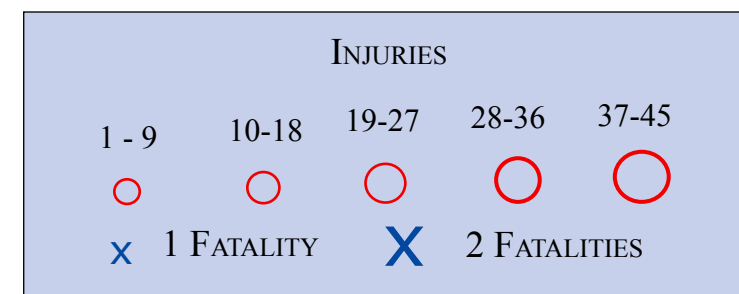 INJURIES
1 - 9 10-18 19-27 28-36 37-45
x 1 FATALITY X 2 FATALITIES